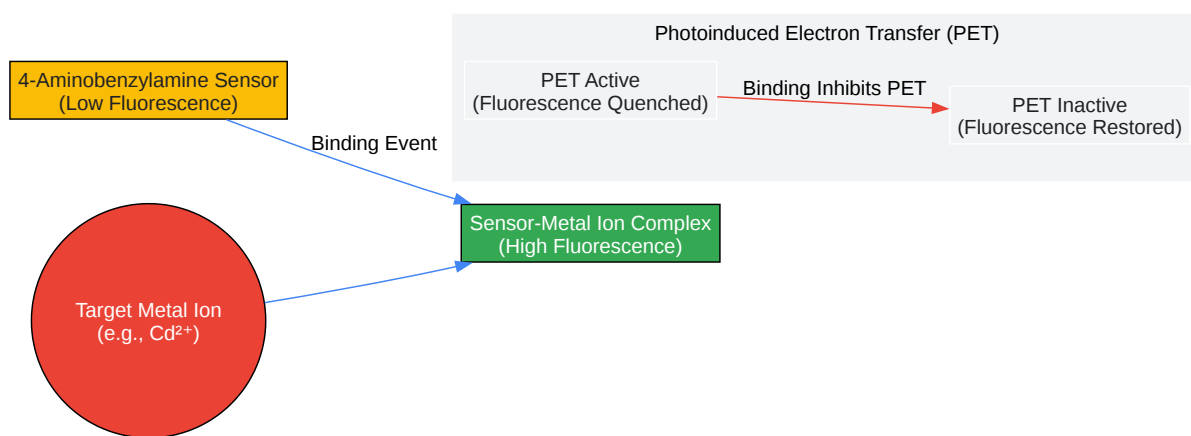 Photoinduced Electron Transfer (PET)
4-Aminobenzylamine Sensor
(Low Fluorescence)
PET Active
(Fluorescence Quenched)
Binding Inhibits PET
PET Inactive
(Fluorescence Restored)
Binding Event
Sensor-Metal Ion Complex
(High Fluorescence)
Target Metal Ion
(e.g., Cd²⁺)